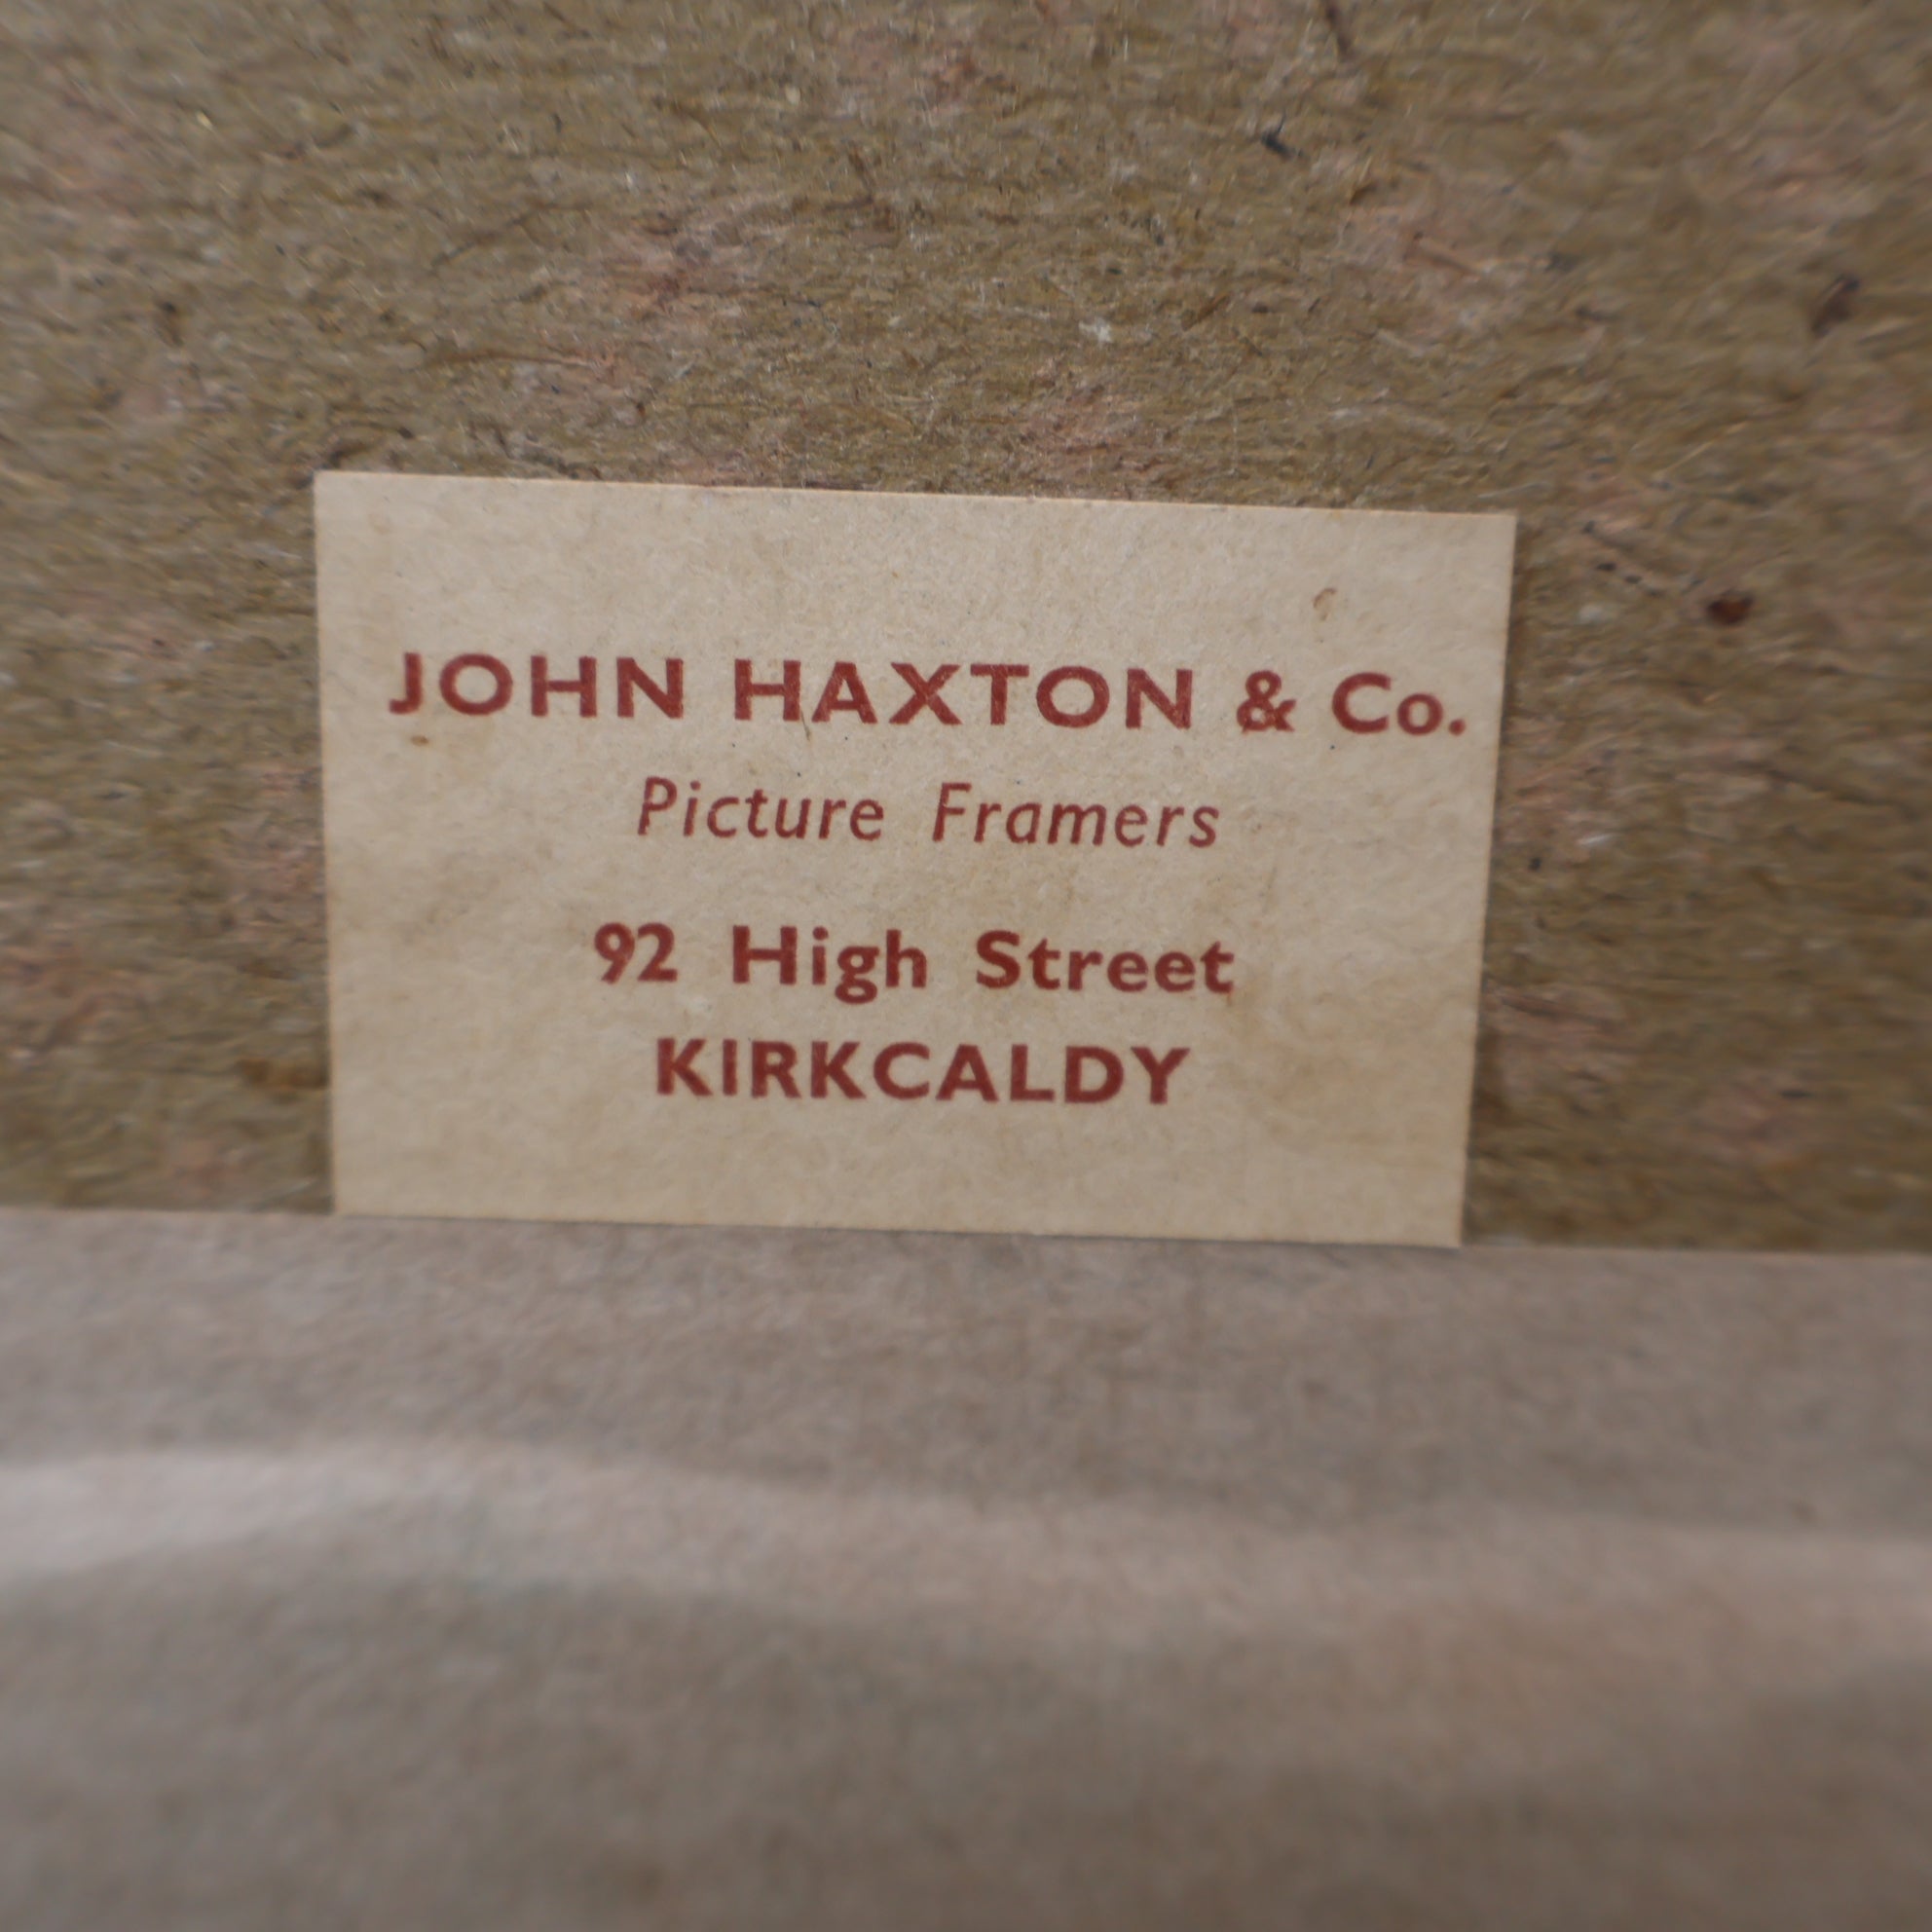 JOHN HAXTON & Co.
Picture Framers
92 High Street
KIRKCALDY